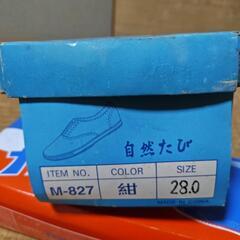 自然たび
ITEM NO. COLOR SIZE
M-827 紺 28.0
MADE IN CHINA